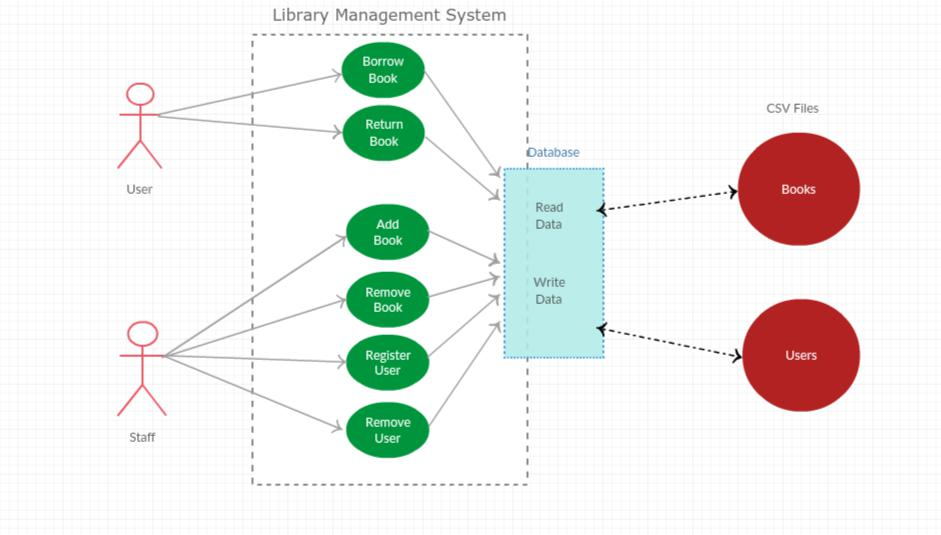 Library Management System
Borrow
Book
Return
Book
User
Add
Book
Remove
Book
Register
User
Remove
User
Staff
Database
Read
Data
Write
Data
CSV Files
Books
Users